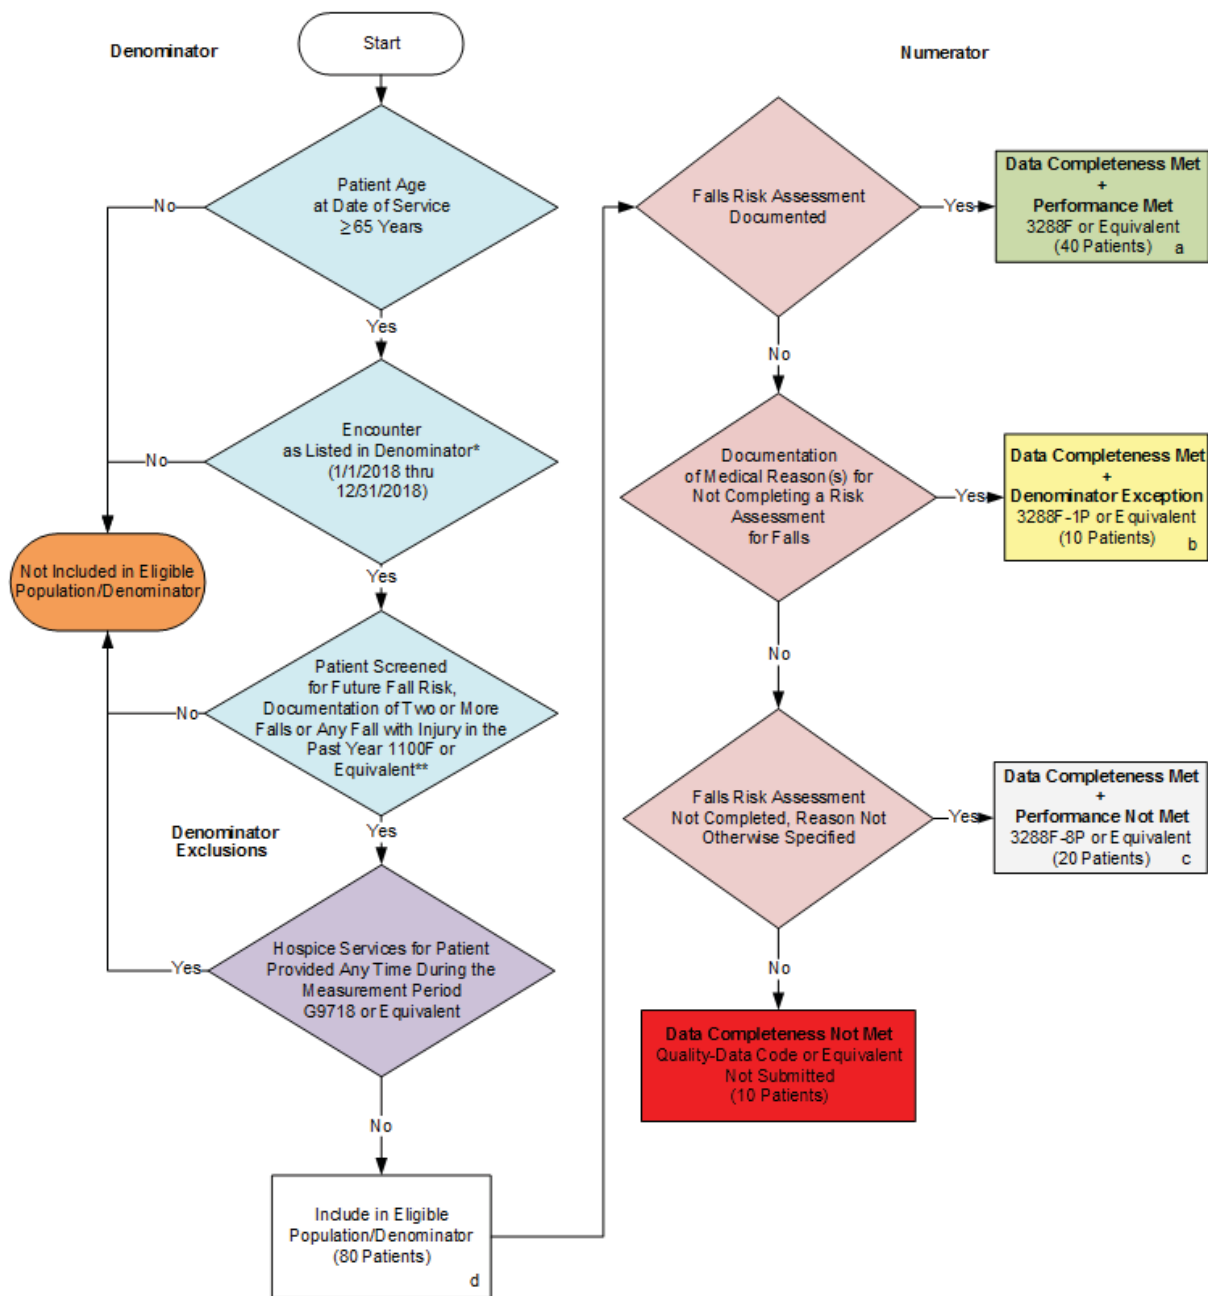 Denominator
Start
Numerator
Patient Age
at Date of Service
≥65 Years
No
Yes
Encounter
as Listed in Denominator*
(1/1/2018 thru
12/31/2018)
No
Yes
Not Included in Eligible
Population/Denominator
Patient Screened
for Future Fall Risk,
Documentation of Two or More
Falls or Any Fall with Injury in the
Past Year 1100F or
Equivalent**
No
Yes
Denominator
Exclusions
Hospice Services for Patient
Provided Any Time During the
Measurement Period
G9718 or Equivalent
Yes
No
Include in Eligible
Population/Denominator
(80 Patients)
d
Falls Risk Assessment
Documented
Yes
Data Completeness Met
+
Performance Met
3288F or Equivalent
(40 Patients)
a
No
Documentation
of Medical Reason(s) for
Not Completing a Risk
Assessment
for Falls
Yes
Data Completeness Met
+
Denominator Exception
3288F-1P or Equivalent
(10 Patients)
b
No
Falls Risk Assessment
Not Completed, Reason Not
Otherwise Specified
Yes
Data Completeness Met
+
Performance Not Met
3288F-8P or Equivalent
(20 Patients)
c
No
Data Completeness Not Met
Quality-Data Code or Equivalent
Not Submitted
(10 Patients)